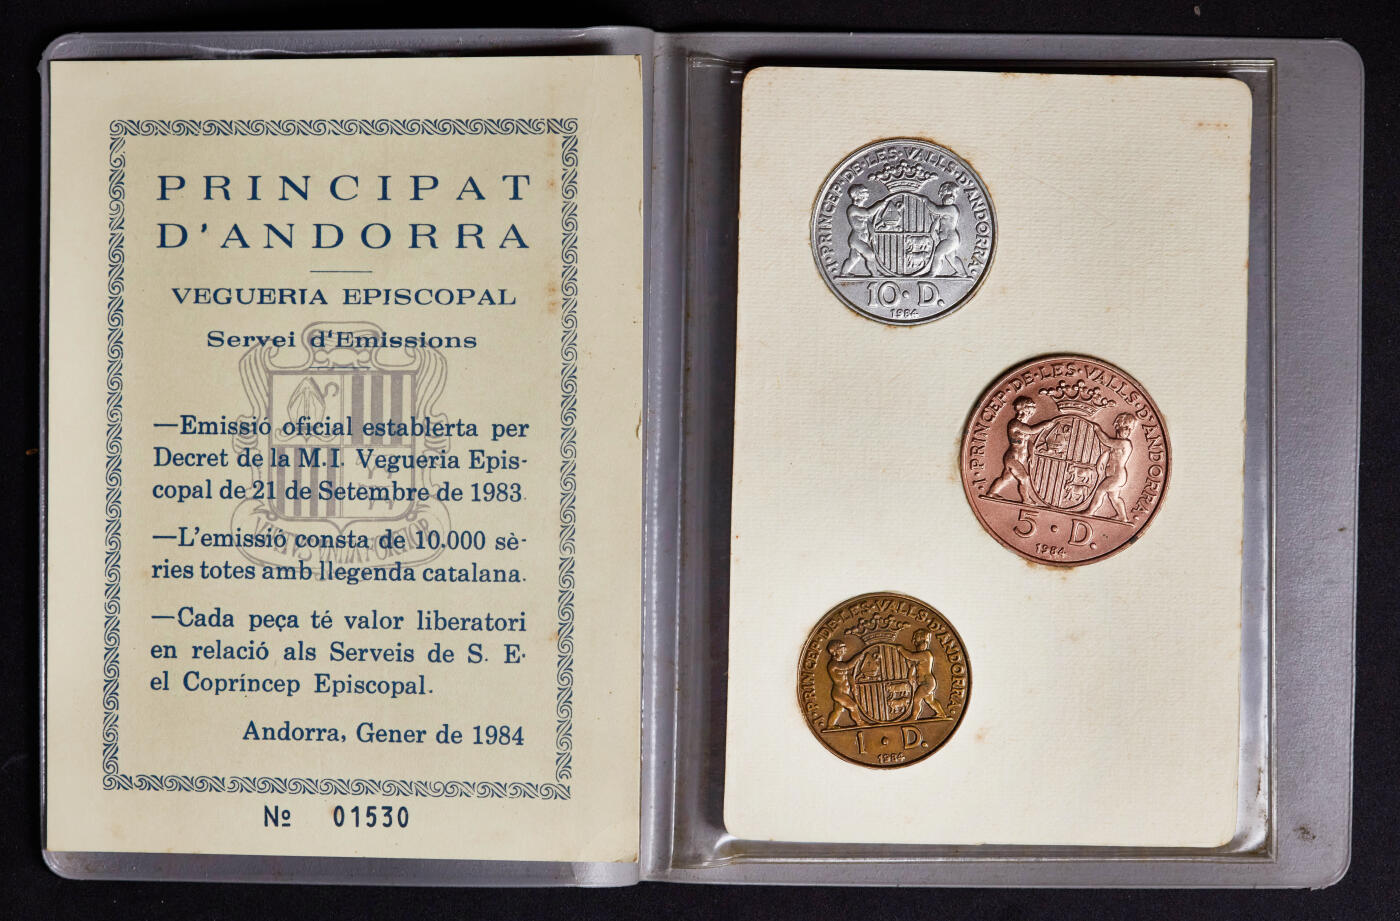 PRINCIPAT
D'ANDORRA
VEGUERIA EPISCOPAL
Servei d'Emissions
—Emissió oficial establerta per
Decret de la M.I. Vegueria Epis-
copal de 21 de Setembre de 1983.
—L'emissió consta de 10.000 sè-
ries totes amb llegenda catalana.
—Cada peça té valor liberatori
en relació als Serveis de S. E.
el Copríncep Episcopal.
Andorra, Gener de 1984
Nº 01530
·I·PRINCEP·DE·LES·VALLS·D'ANDORRA·
10·D.
1984
·I·PRINCEP·DE·LES·VALLS·D'ANDORRA·
5·D.
1984
·I·PRINCEP·DE·LES·VALLS·D'ANDORRA·
1·D.
1984